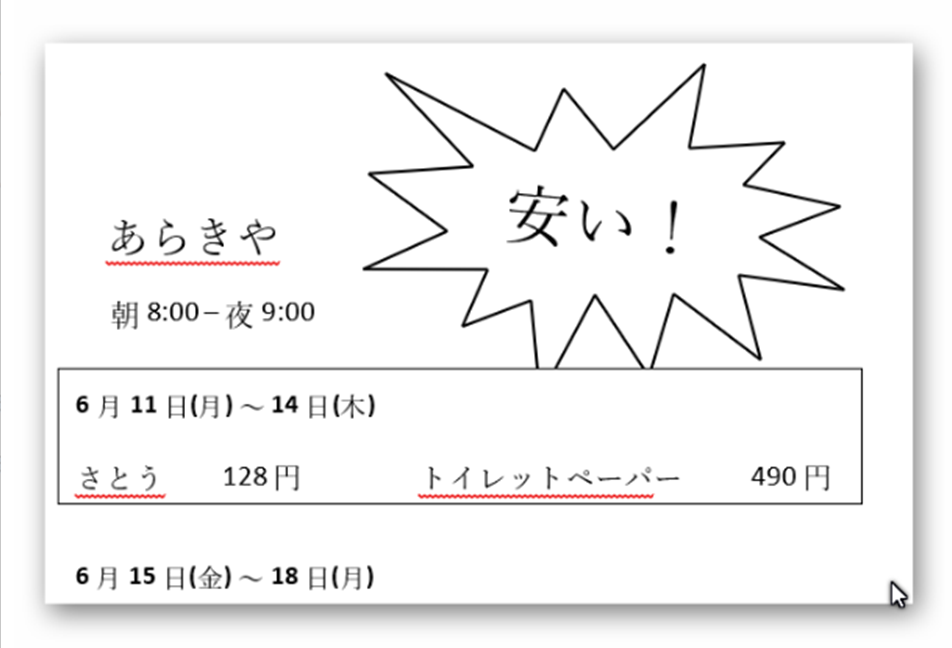 安い！
あらきや
朝 8:00 – 夜 9:00
6 月 11 日(月) ～ 14 日(木)
さとう 128 円 トイレットペーパー 490 円
6 月 15 日(金) ～ 18 日(月)